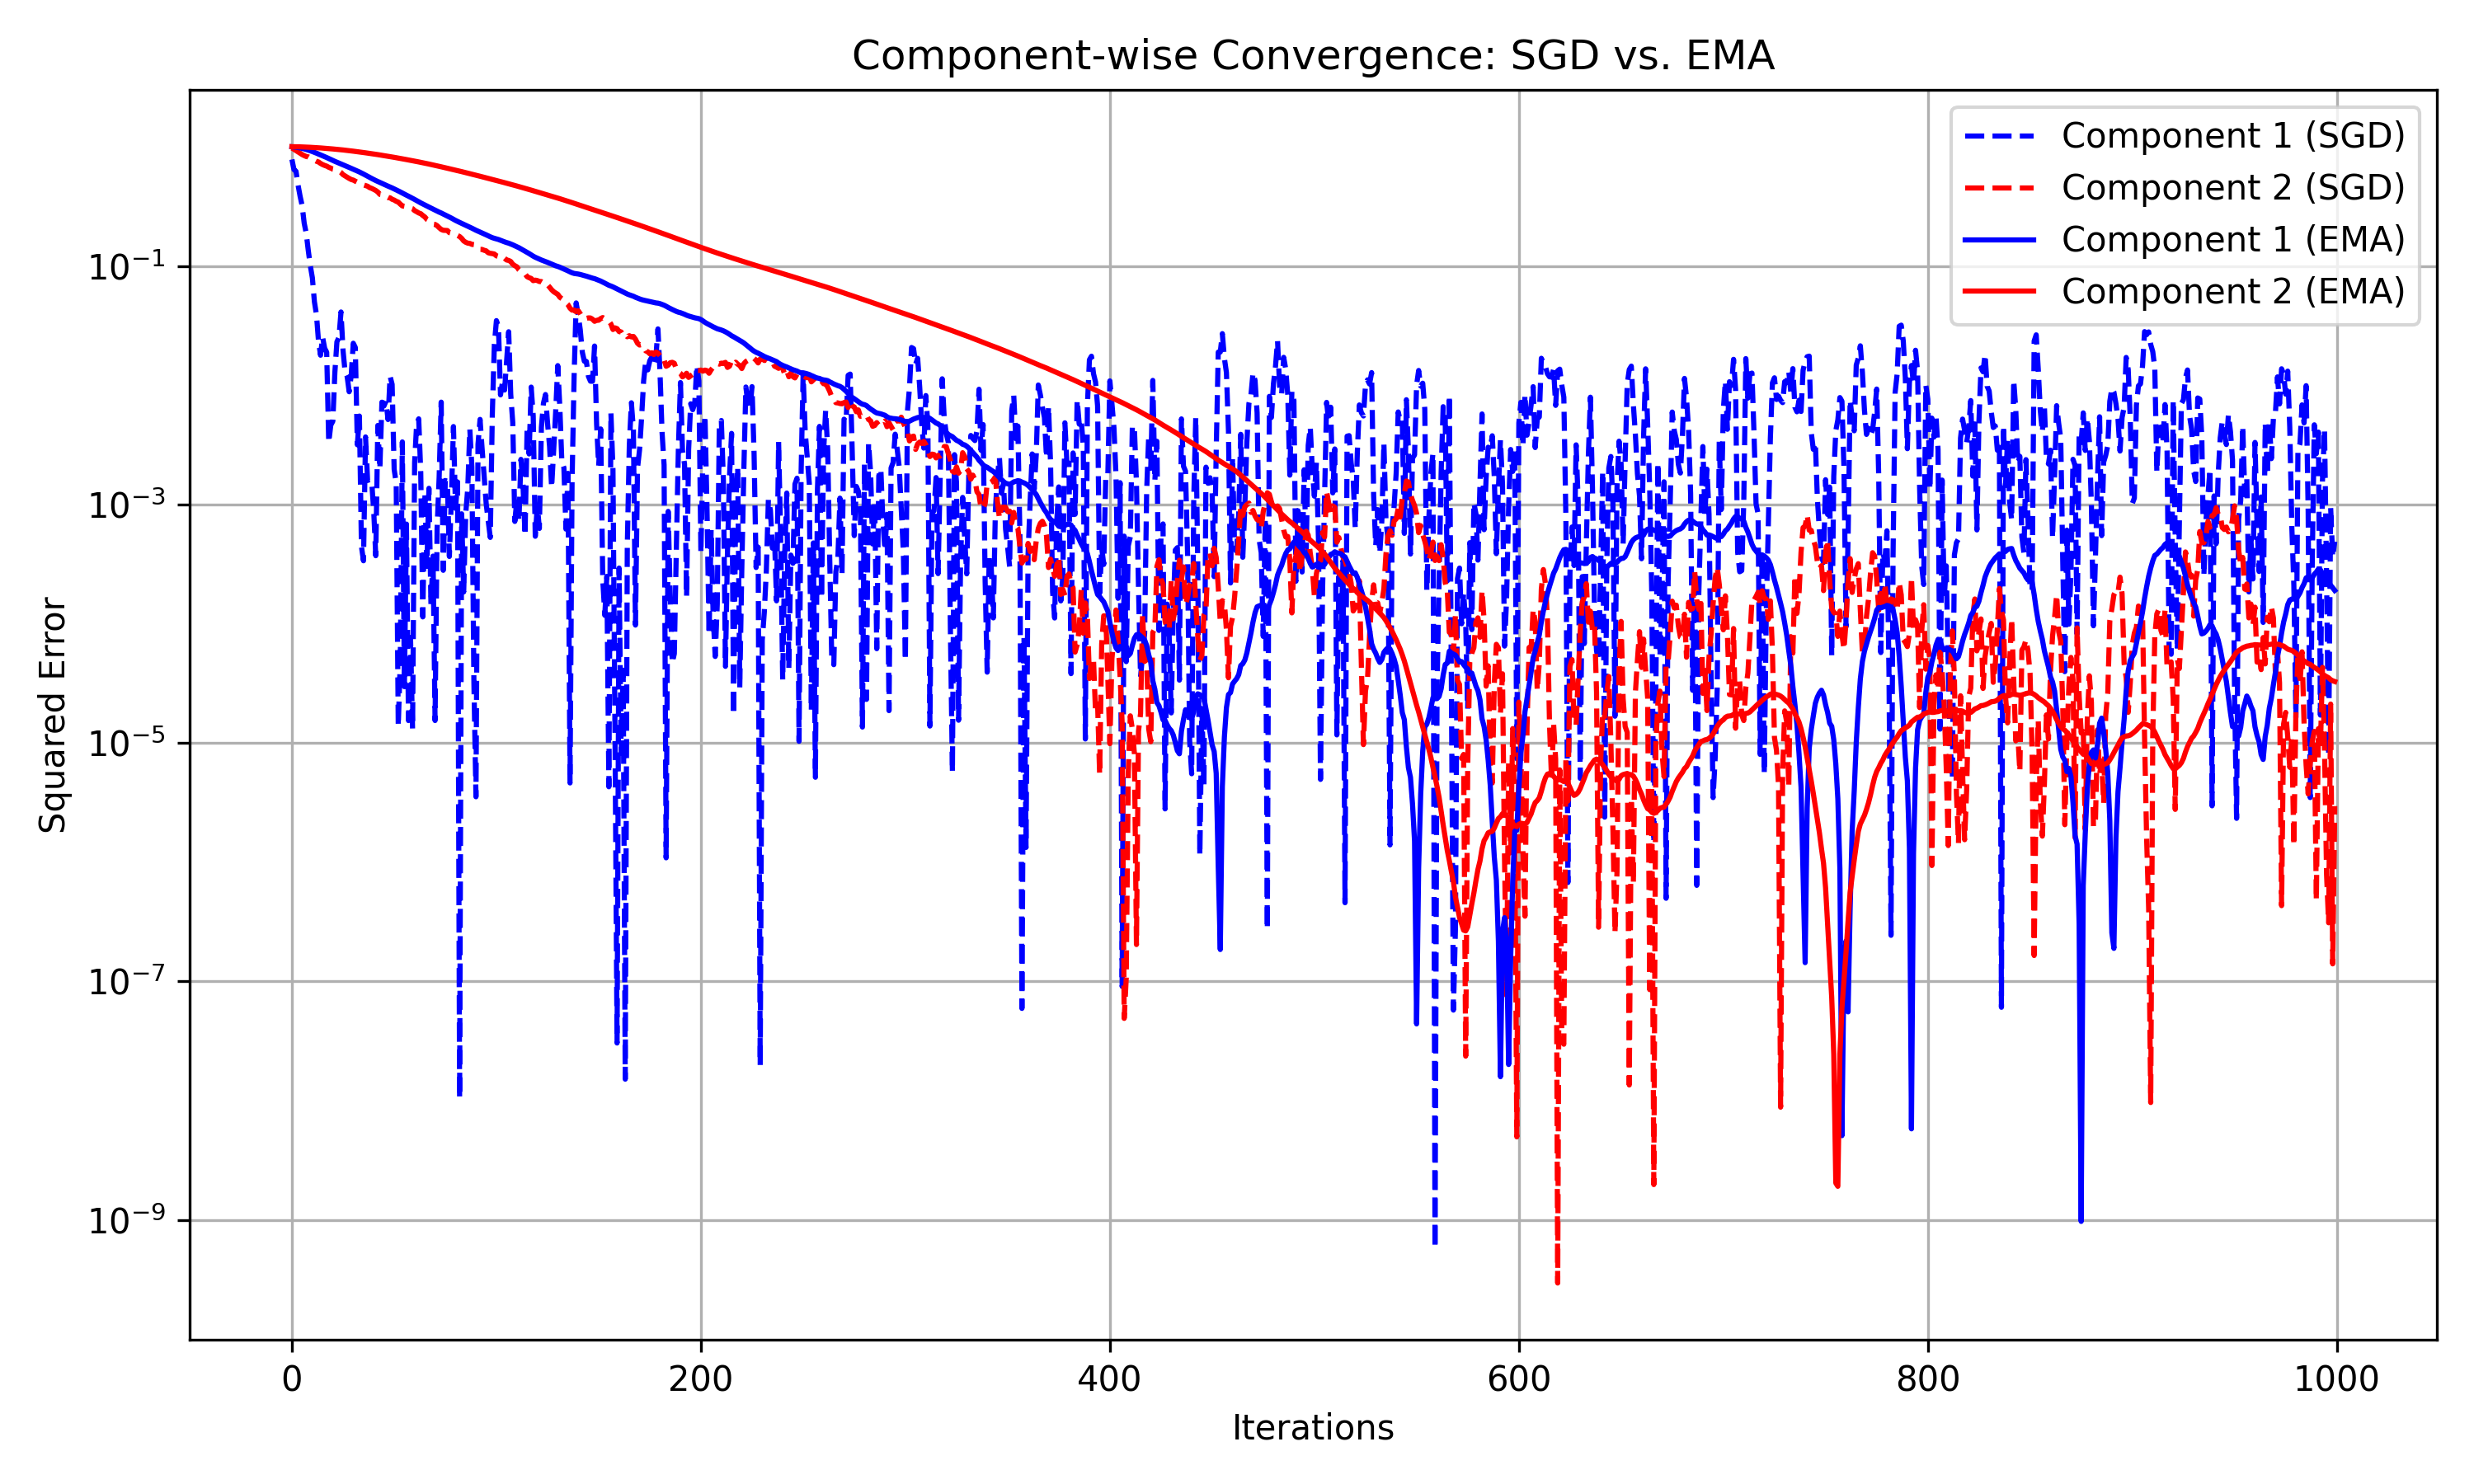 Component-wise Convergence: SGD vs. EMA
Component 1 (SGD)
Component 2 (SGD)
Component 1 (EMA)
Component 2 (EMA)
Squared Error
10⁻¹
10⁻³
10⁻⁵
10⁻⁷
10⁻⁹
0 200 400 600 800 1000
Iterations